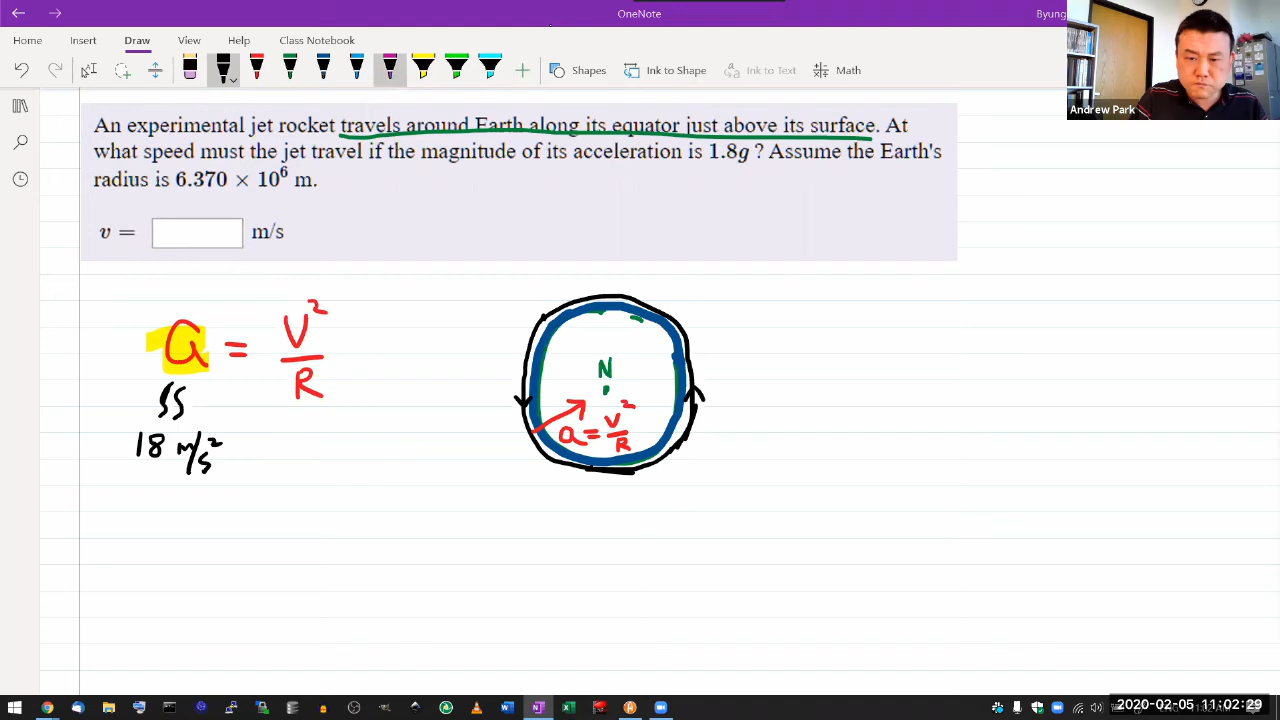 OneNote
Byung
Home Insert Draw View Help Class Notebook
Shapes Ink to Shape Ink to Text Math
Andrew Park
An experimental jet rocket travels around Earth along its equator just above its surface. At
what speed must the jet travel if the magnitude of its acceleration is 1.8g ? Assume the Earth's
radius is 6.370 × 10⁶ m.
v = m/s
a = V²/R
18 m/s²
N
a = V²/R
2020-02-05 11:02:29